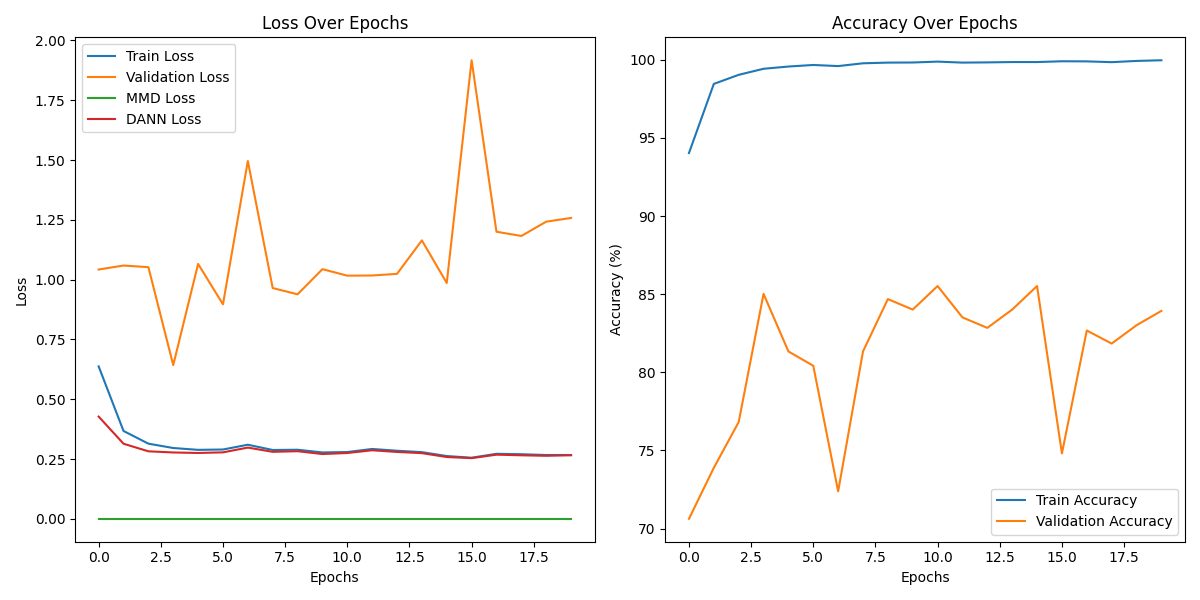 Loss Over Epochs
2.00
1.75
1.50
1.25
1.00
0.75
0.50
0.25
0.00
Loss
Train Loss
Validation Loss
MMD Loss
DANN Loss
0.0 2.5 5.0 7.5 10.0 12.5 15.0 17.5
Epochs
Accuracy Over Epochs
100
95
90
85
80
75
70
Accuracy (%)
Train Accuracy
Validation Accuracy
0.0 2.5 5.0 7.5 10.0 12.5 15.0 17.5
Epochs